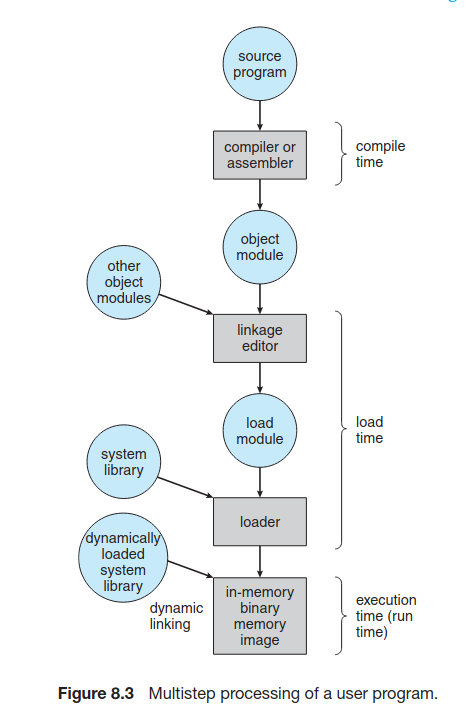 source
program
compiler or
assembler
compile
time
object
module
other
object
modules
linkage
editor
load
module
load
time
system
library
loader
dynamically
loaded
system
library
dynamic
linking
in-memory
binary
memory
image
execution
time (run
time)
Figure 8.3 Multistep processing of a user program.